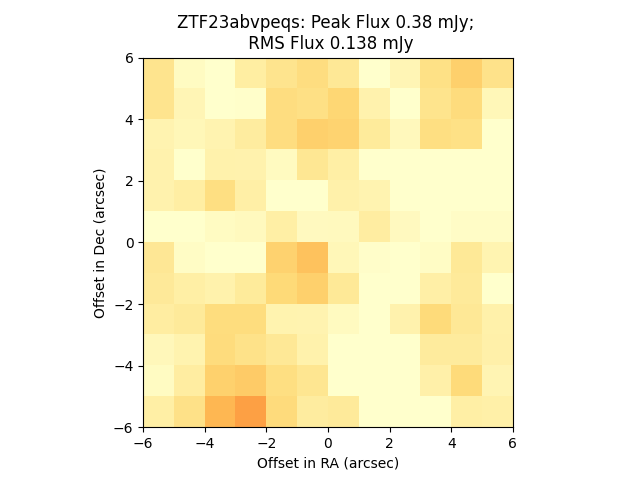 ZTF23abvpeqs: Peak Flux 0.38 mJy;
RMS Flux 0.138 mJy
6
4
2
0
−2
−4
−6
Offset in Dec (arcsec)
−6 −4 −2 0 2 4 6
Offset in RA (arcsec)